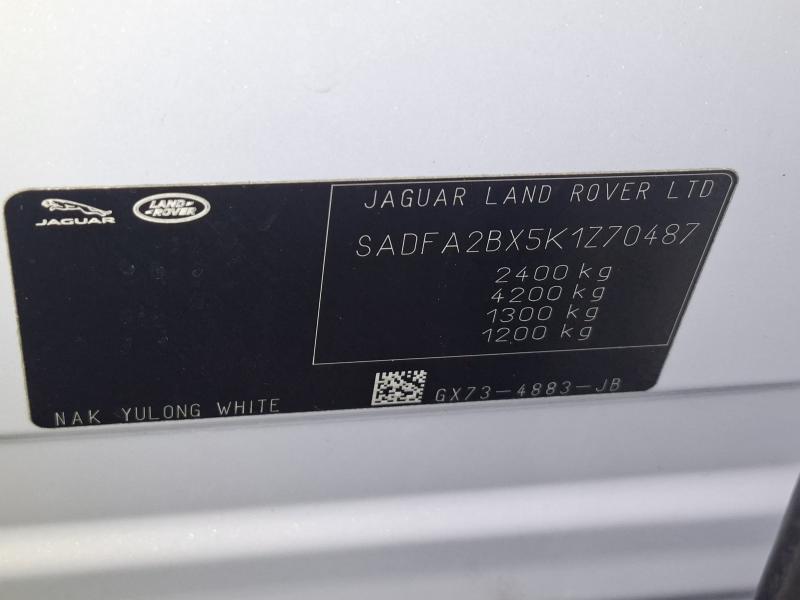 JAGUAR
LAND
ROVER
JAGUAR LAND ROVER LTD
SADFA2BX5K1Z70487
2400 kg
4200 kg
1300 kg
1200 kg
GX73-4883-JB
NAK YULONG WHITE